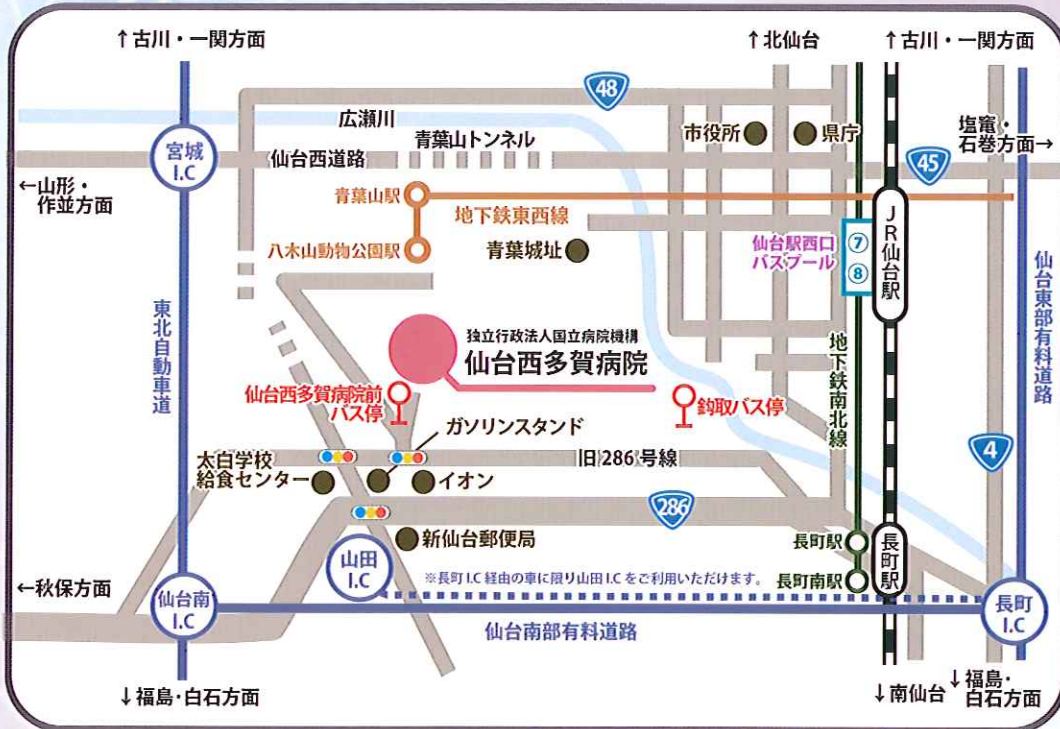 ↑古川・一関方面
↑北仙台
↑古川・一関方面
48
広瀬川
青葉山トンネル
市役所
県庁
塩竈・
石巻方面→
宮城
I.C
仙台西道路
45
←山形・
作並方面
青葉山駅
地下鉄東西線
八木山動物公園駅
青葉城址
仙台駅西口
バスプール
⑦
⑧
JR仙台駅
仙台東部有料道路
東北自動車道
独立行政法人国立病院機構
仙台西多賀病院
地下鉄南北線
仙台西多賀病院前
バス停
鈎取バス停
ガソリンスタンド
太白学校
給食センター
旧286号線
イオン
4
286
新仙台郵便局
山田
I.C
長町駅
長町駅
※長町I.C経由の車に限り山田I.Cをご利用いただけます。
長町南駅
←秋保方面
仙台南
I.C
長町
I.C
仙台南部有料道路
↓福島・白石方面
↓南仙台
↓福島・
白石方面